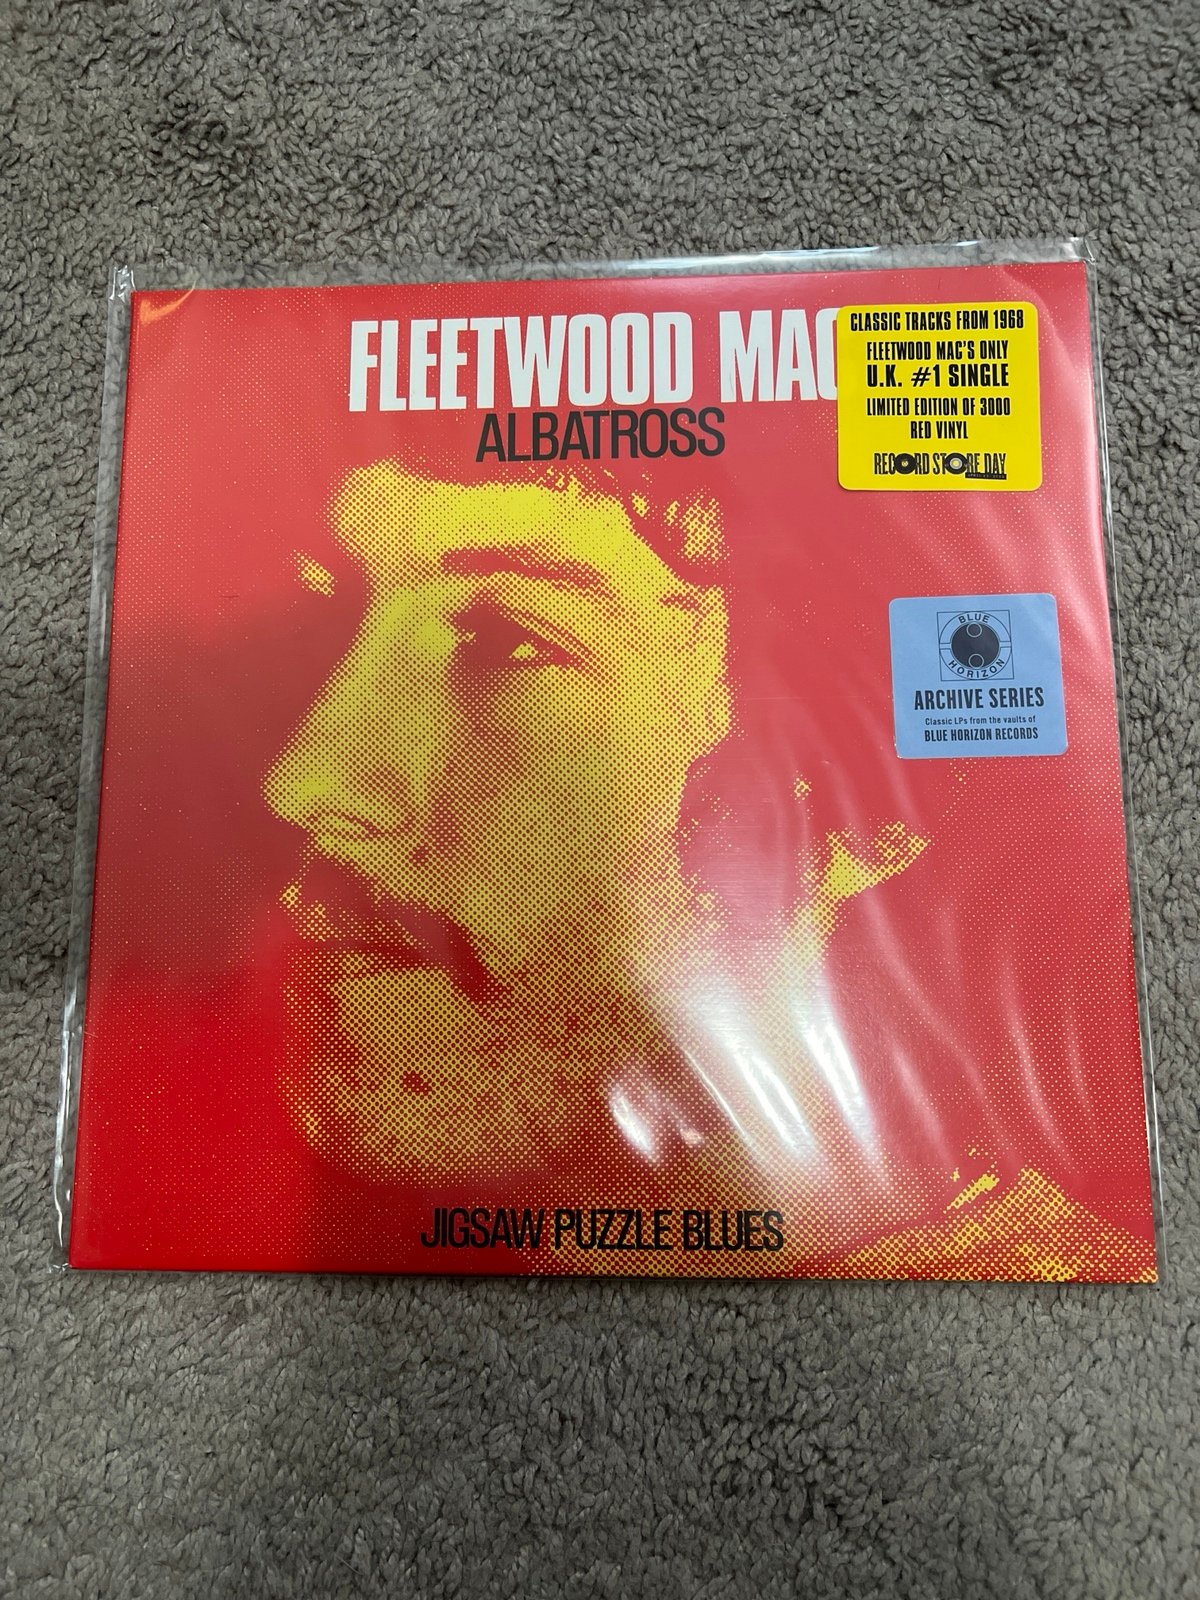 FLEETWOOD MAC
ALBATROSS
CLASSIC TRACKS FROM 1968
FLEETWOOD MAC'S ONLY
U.K. #1 SINGLE
LIMITED EDITION OF 3000
RED VINYL
RECORD STORE DAY
BLUE
HORIZON
ARCHIVE SERIES
Classic LPs from the vaults of
BLUE HORIZON RECORDS
JIGSAW PUZZLE BLUES